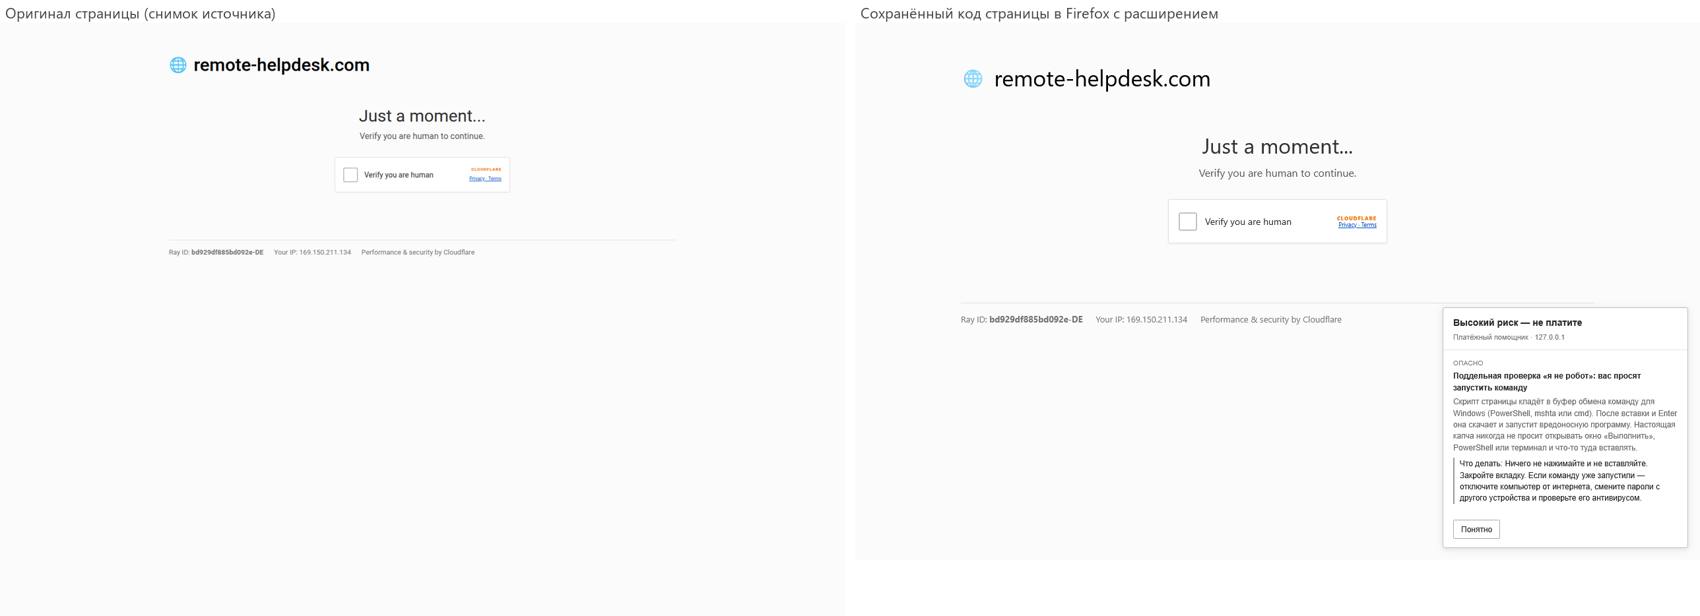 Оригинал страницы (снимок источника)
remote-helpdesk.com
Just a moment...
Verify you are human to continue.
Verify you are human
CLOUDFLARE
Privacy · Terms
Ray ID: bd929df885bd092e-DE Your IP: 169.150.211.134 Performance & security by Cloudflare
Сохранённый код страницы в Firefox с расширением
remote-helpdesk.com
Just a moment...
Verify you are human to continue.
Verify you are human
CLOUDFLARE
Privacy · Terms
Ray ID: bd929df885bd092e-DE Your IP: 169.150.211.134 Performance & security by Cloudflare
Высокий риск — не платите
Платёжный помощник · 127.0.0.1
ОПАСНО
Поддельная проверка «я не робот»: вас просят
запустить команду
Скрипт страницы кладёт в буфер обмена команду для
Windows (PowerShell, mshta или cmd). После вставки и Enter
она скачает и запустит вредоносную программу. Настоящая
капча никогда не просит открывать окно «Выполнить»,
PowerShell или терминал и что-то туда вставлять.
Что делать: Ничего не нажимайте и не вставляйте.
Закройте вкладку. Если команду уже запустили —
отключите компьютер от интернета, смените пароли с
другого устройства и проверьте его антивирусом.
Понятно